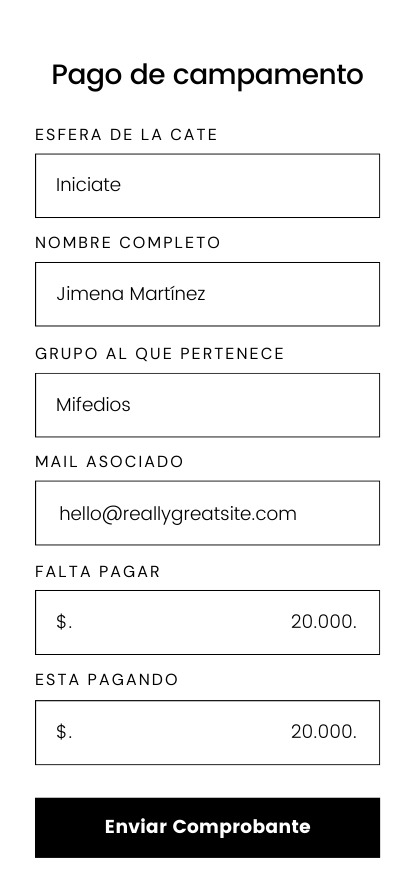 Pago de campamento
ESFERA DE LA CATE
Iniciate
NOMBRE COMPLETO
Jimena Martínez
GRUPO AL QUE PERTENECE
Mifedios
MAIL ASOCIADO
hello@reallygreatsite.com
FALTA PAGAR
$. 20.000.
ESTA PAGANDO
$. 20.000.
Enviar Comprobante